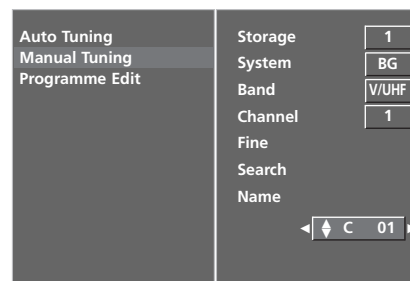 Auto Tuning
Manual Tuning
Programme Edit
Storage 1
System BG
Band V/UHF
Channel 1
Fine
Search
Name
C 01